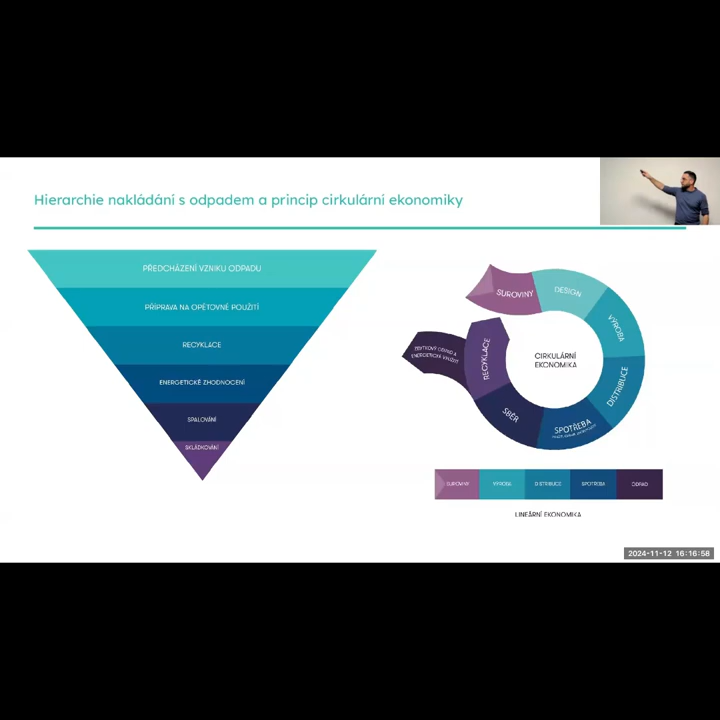 Hierarchie nakládání s odpadem a princip cirkulární ekonomiky
PŘEDCHÁZENÍ VZNIKU ODPADU
PŘÍPRAVA NA OPĚTOVNÉ POUŽITÍ
RECYKLACE
ENERGETICKÉ ZHODNOCENÍ
SPALOVÁNÍ
SKLÁDKOVÁNÍ
SUROVINY
DESIGN
VÝROBA
DISTRIBUCE
SPOTŘEBA
SBĚR
RECYKLACE
ZBYTKOVÝ ODPAD A
ENERGETICKÉ VYUŽITÍ
CIRKULÁRNÍ
EKONOMIKA
SUROVINY
VÝROBA
DISTRIBUCE
SPOTŘEBA
ODPAD
LINEÁRNÍ EKONOMIKA
2024-11-12 16:16:58